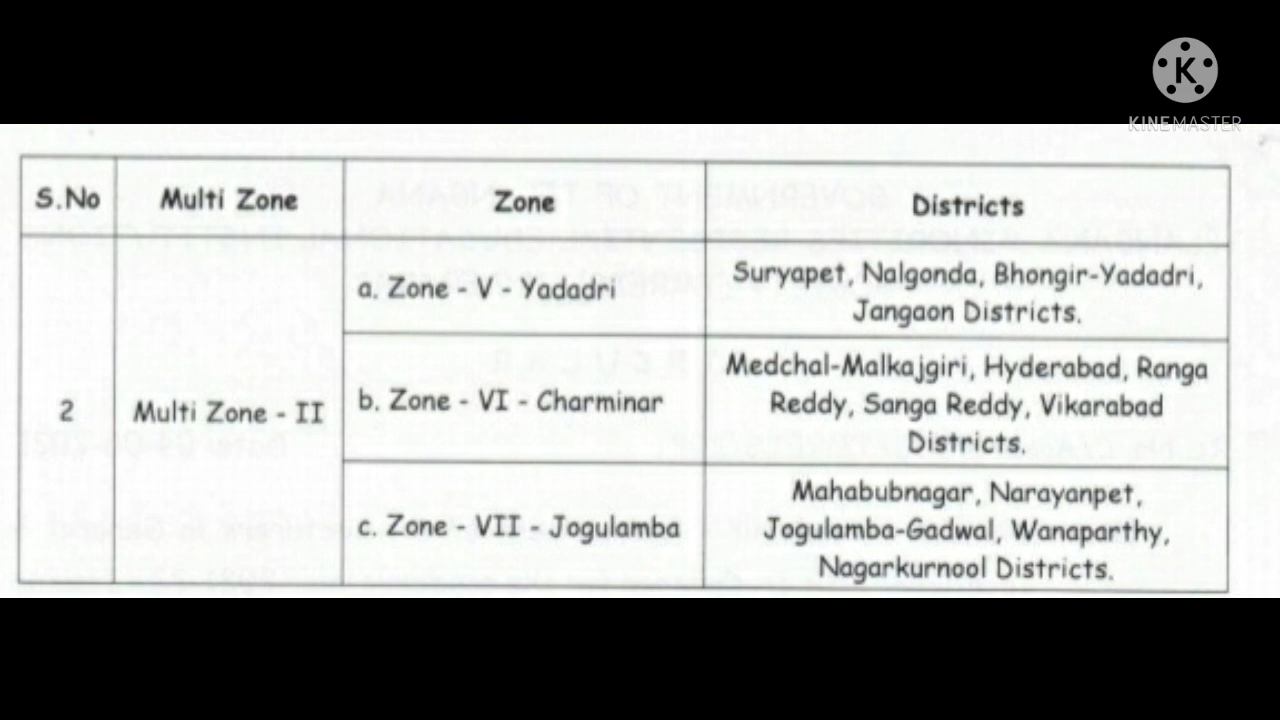 K
KINEMASTER
S.No
Multi Zone
Zone
Districts
2
Multi Zone - II
a. Zone - V - Yadadri
Suryapet, Nalgonda, Bhongir-Yadadri,
Jangaon Districts.
b. Zone - VI - Charminar
Medchal-Malkajgiri, Hyderabad, Ranga
Reddy, Sanga Reddy, Vikarabad
Districts.
c. Zone - VII - Jogulamba
Mahabubnagar, Narayanpet,
Jogulamba-Gadwal, Wanaparthy,
Nagarkurnool Districts.